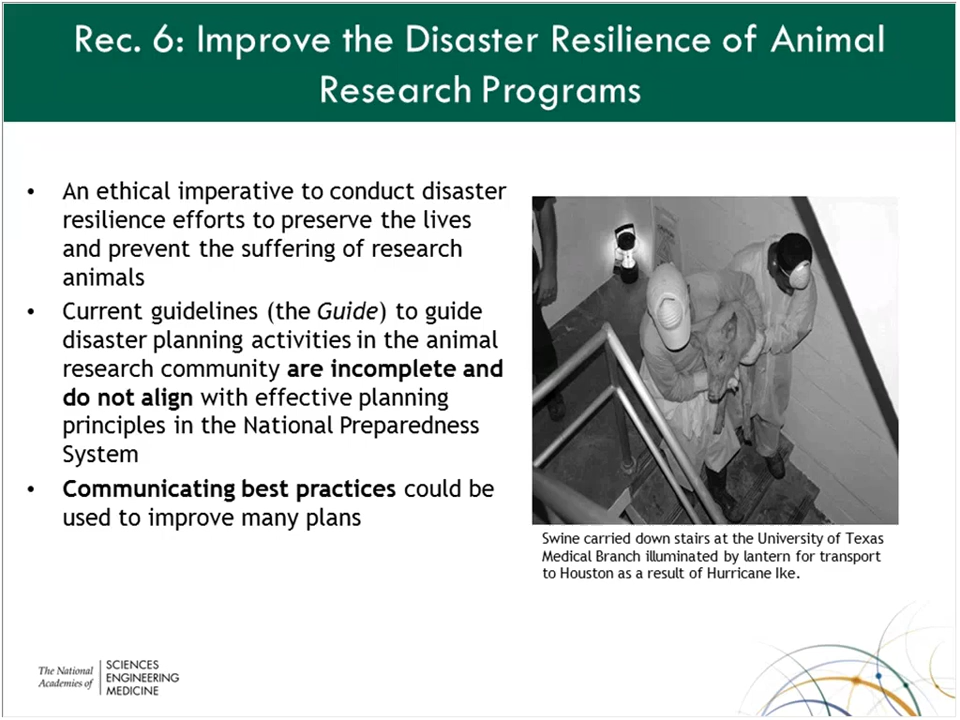 Rec. 6: Improve the Disaster Resilience of Animal
Research Programs
• An ethical imperative to conduct disaster
resilience efforts to preserve the lives
and prevent the suffering of research
animals
• Current guidelines (the Guide) to guide
disaster planning activities in the animal
research community are incomplete and
do not align with effective planning
principles in the National Preparedness
System
• Communicating best practices could be
used to improve many plans
Swine carried down stairs at the University of Texas
Medical Branch illuminated by lantern for transport
to Houston as a result of Hurricane Ike.
The National
Academies of
SCIENCES
ENGINEERING
MEDICINE